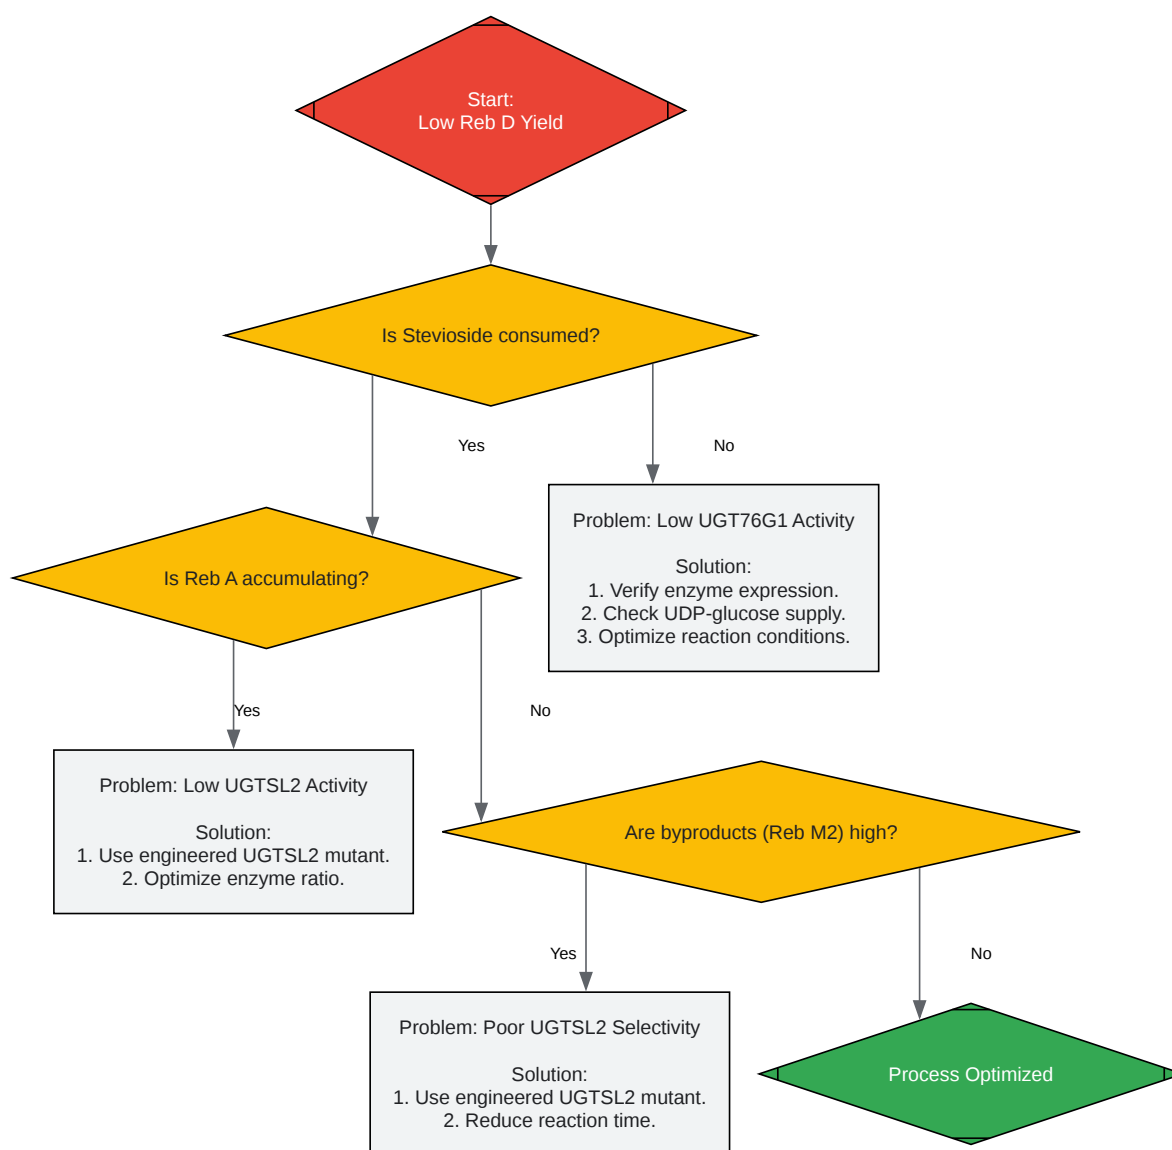 Start:
Low Reb D Yield
Is Stevioside consumed?
Yes
No
Problem: Low UGT76G1 Activity
Solution:
1. Verify enzyme expression.
2. Check UDP-glucose supply.
3. Optimize reaction conditions.
Is Reb A accumulating?
Yes
No
Problem: Low UGTSL2 Activity
Solution:
1. Use engineered UGTSL2 mutant.
2. Optimize enzyme ratio.
Are byproducts (Reb M2) high?
Yes
No
Problem: Poor UGTSL2 Selectivity
Solution:
1. Use engineered UGTSL2 mutant.
2. Reduce reaction time.
Process Optimized